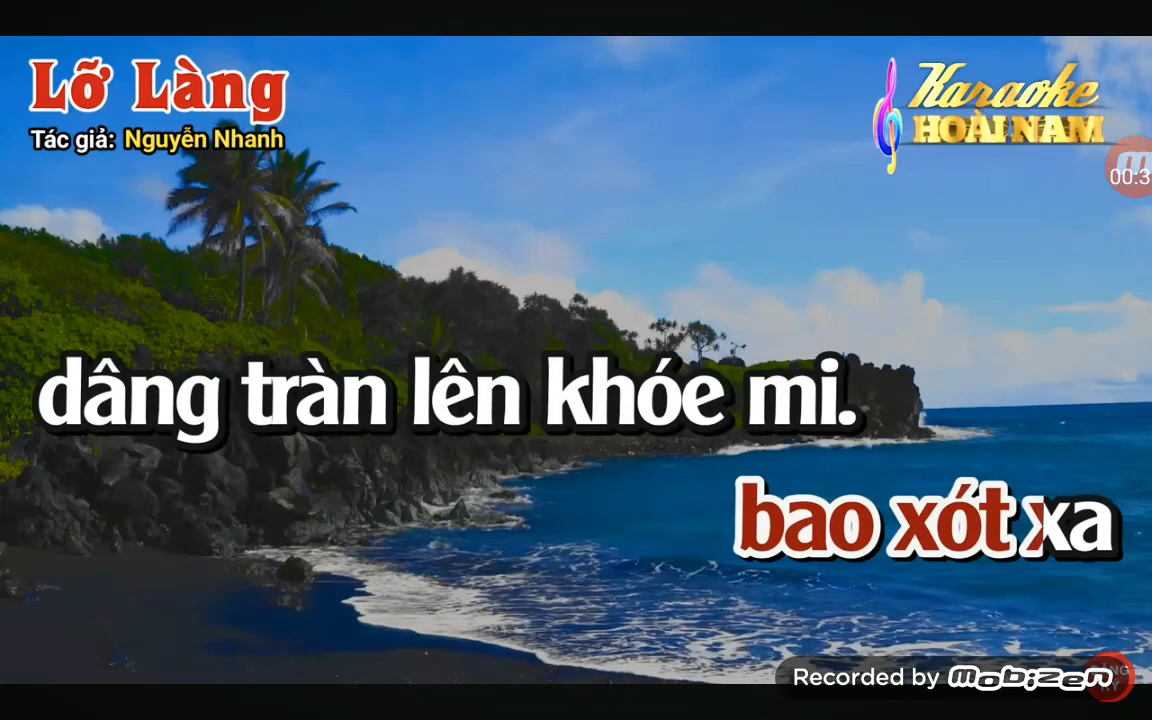 Lỡ Làng
Tác giả: Nguyễn Nhanh
Karaoke
HOÀI NAM
00:3
dâng tràn lên khóe mi.
bao xót xa
Recorded by mobizen